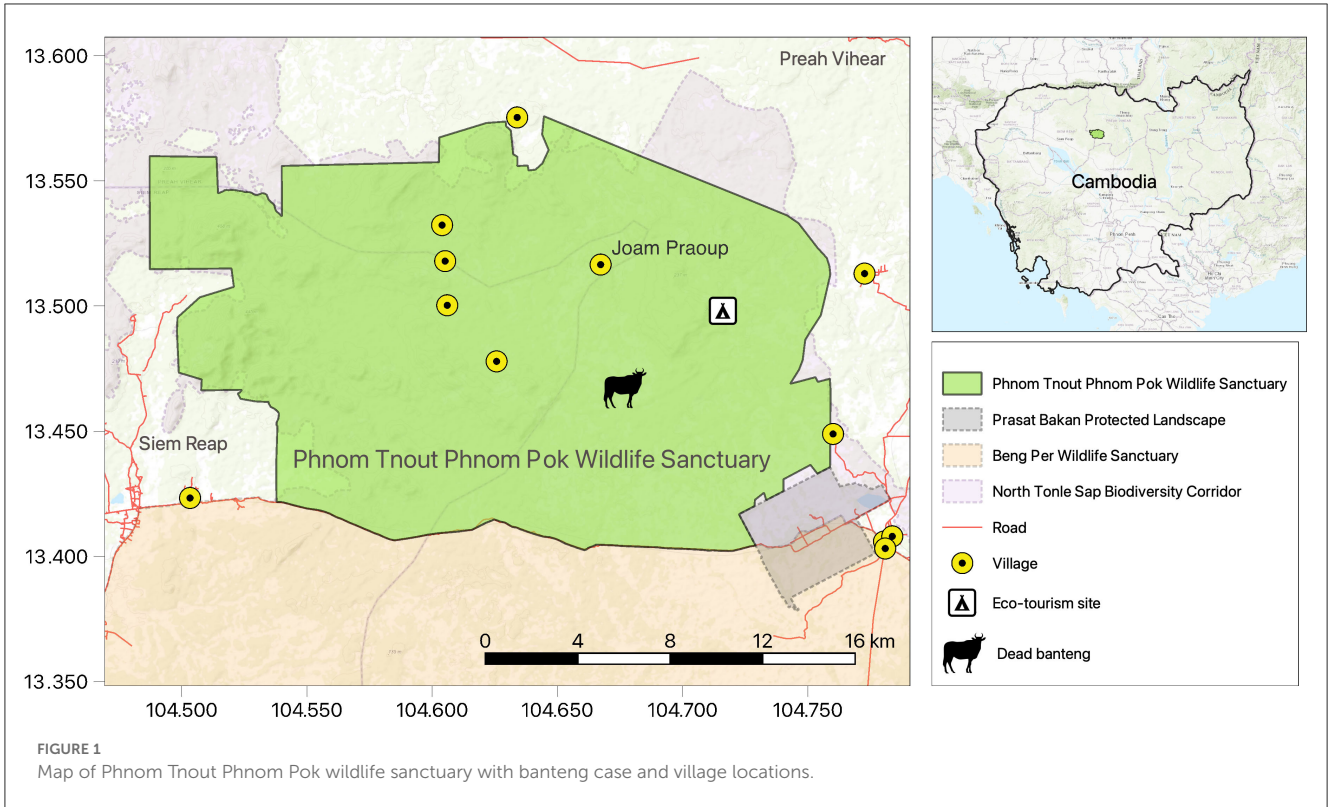 13.600
13.550
13.500
13.450
13.400
13.350
104.500
104.550
104.600
104.650
104.700
104.750
Preah Vihear
Joam Praoup
Siem Reap
Phnom Tnout Phnom Pok Wildlife Sanctuary
0 4 8 12 16 km
Cambodia
Phnom Tnout Phnom Pok Wildlife Sanctuary
Prasat Bakan Protected Landscape
Beng Per Wildlife Sanctuary
North Tonle Sap Biodiversity Corridor
Road
Village
Eco-tourism site
Dead banteng
FIGURE 1
Map of Phnom Tnout Phnom Pok wildlife sanctuary with banteng case and village locations.